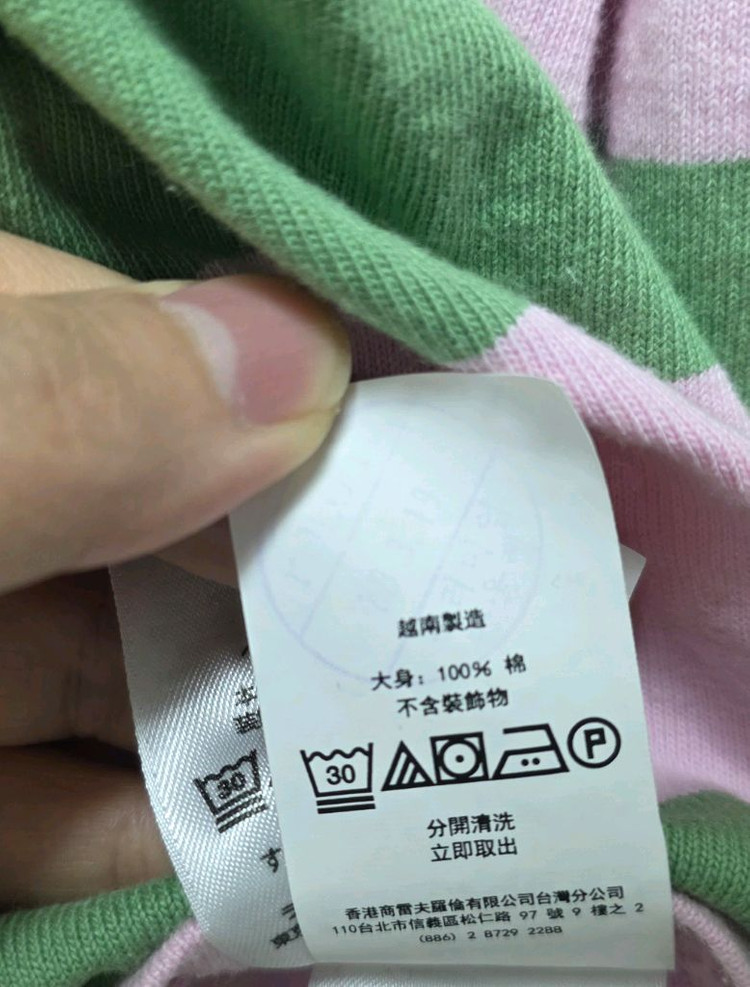 越南製造
大身: 100% 棉
不含裝飾物
30
30
P
分開清洗
立即取出
す
香港商雷夫羅倫有限公司台灣分公司
110台北市信義區松仁路 97 號 9 樓之 2
(886) 2 8729 2288